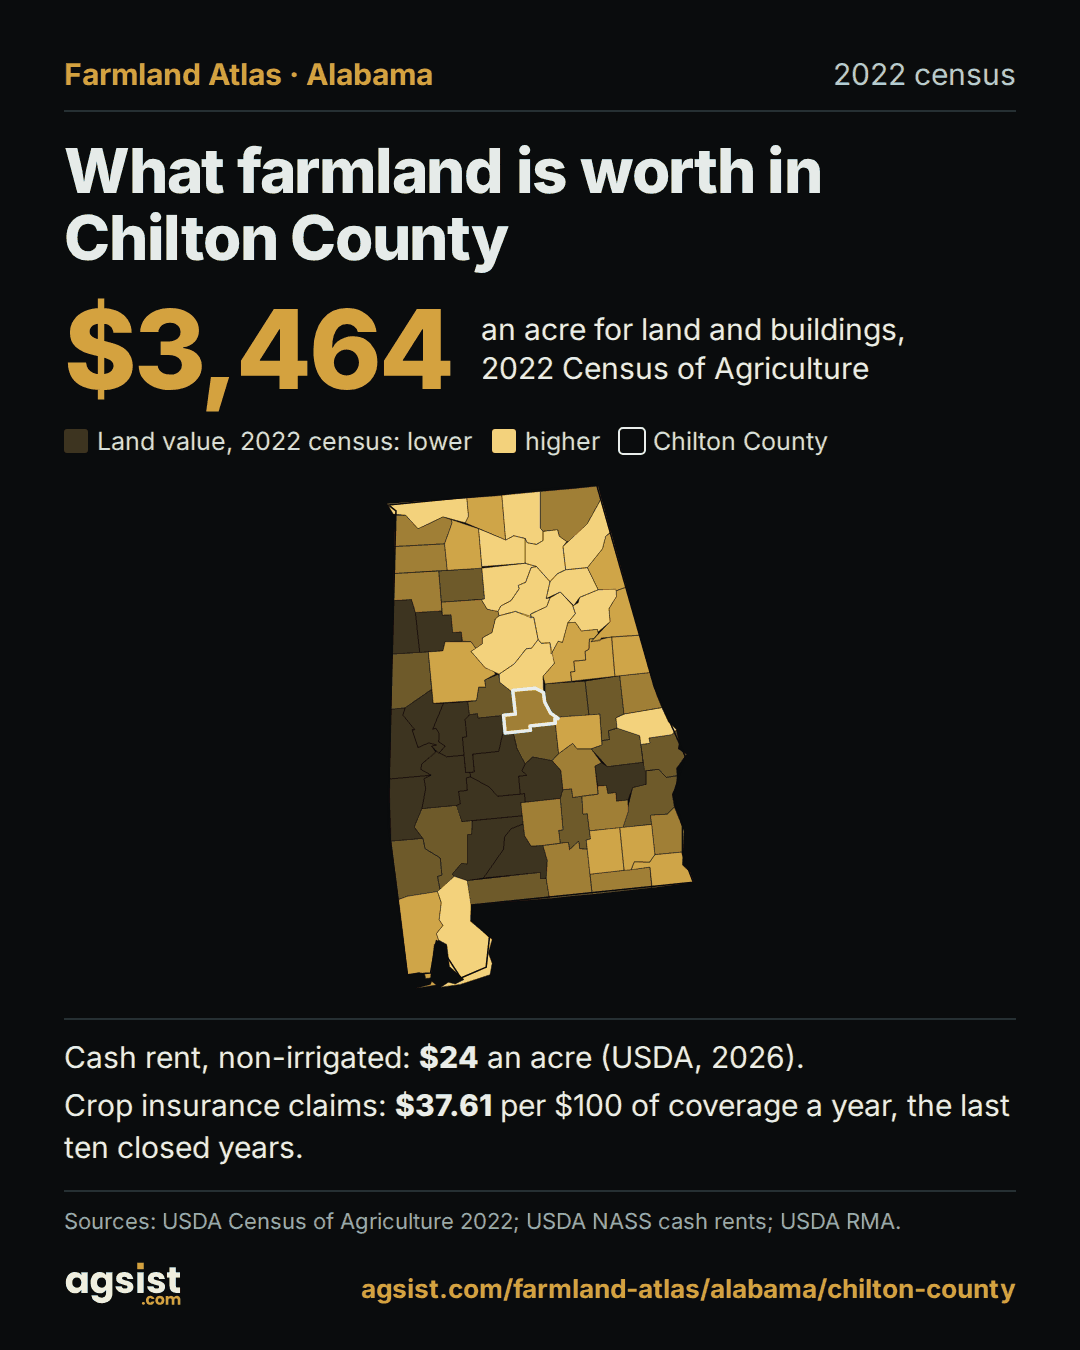 Farmland Atlas · Alabama
2022 census
What farmland is worth in
Chilton County
$3,464
an acre for land and buildings,
2022 Census of Agriculture
Land value, 2022 census: lower
higher
Chilton County
Cash rent, non-irrigated: $24 an acre (USDA, 2026).
Crop insurance claims: $37.61 per $100 of coverage a year, the last
ten closed years.
Sources: USDA Census of Agriculture 2022; USDA NASS cash rents; USDA RMA.
agsist
.com
agsist.com/farmland-atlas/alabama/chilton-county